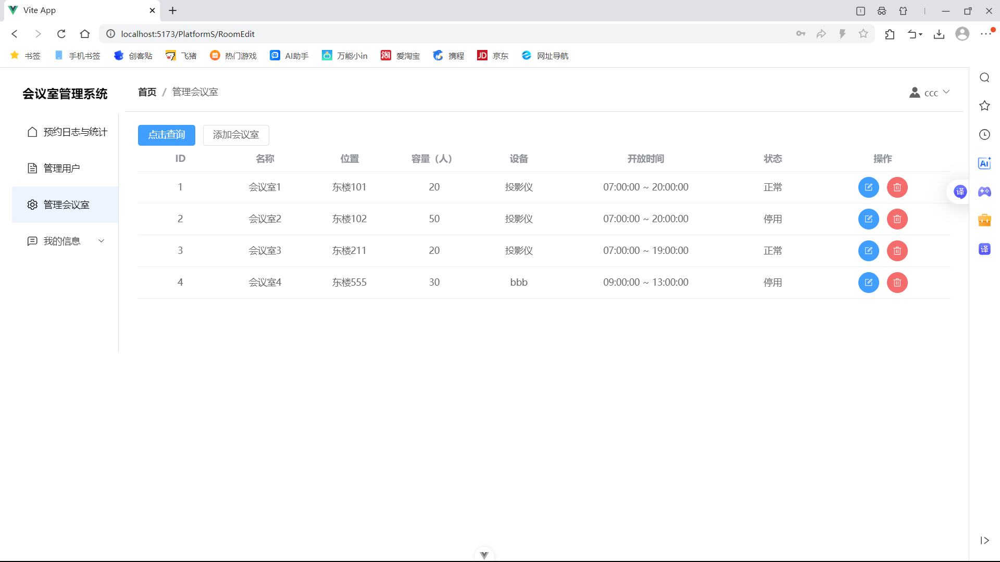 Vite App
1
localhost:5173/PlatformS/RoomEdit
书签 手机书签 创客贴 飞猪 热门游戏 AI助手 万能小in 淘 爱淘宝 携程 JD 京东 网址导航
会议室管理系统
首页 / 管理会议室
ccc
预约日志与统计
管理用户
管理会议室
我的信息
点击查询 添加会议室
ID 名称 位置 容量（人） 设备 开放时间 状态 操作
1 会议室1 东楼101 20 投影仪 07:00:00 ~ 20:00:00 正常
2 会议室2 东楼102 50 投影仪 07:00:00 ~ 20:00:00 停用
3 会议室3 东楼211 20 投影仪 07:00:00 ~ 19:00:00 正常
4 会议室4 东楼555 30 bbb 09:00:00 ~ 13:00:00 停用
Ai
译
译